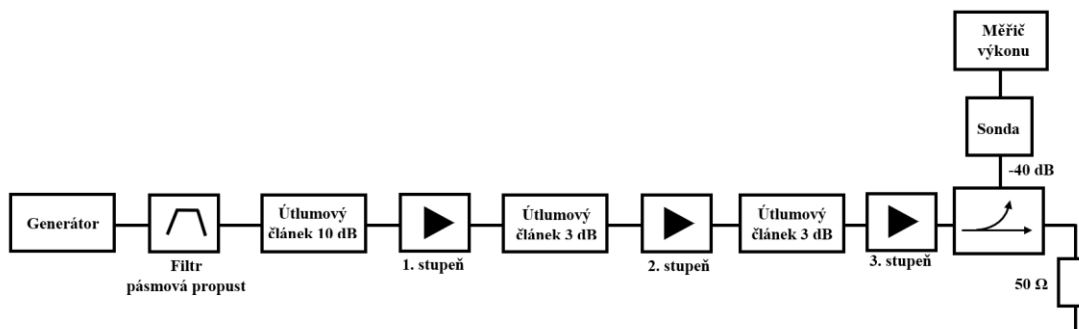 Měřič
výkonu
Sonda
-40 dB
Generátor
Filtr
pásmová propust
Útlumový
článek 10 dB
1. stupeň
Útlumový
článek 3 dB
2. stupeň
Útlumový
článek 3 dB
3. stupeň
50 Ω